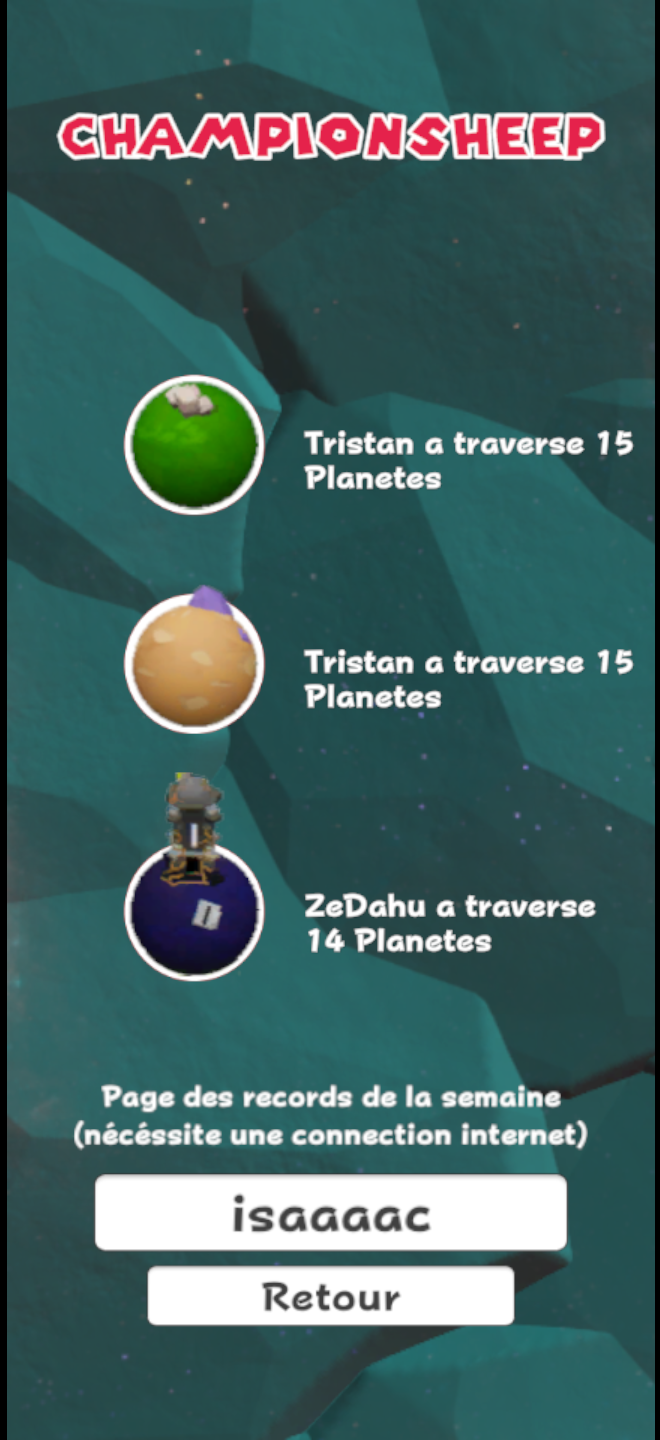 CHAMPIONSHEEP
Tristan a traverse 15
Planetes
Tristan a traverse 15
Planetes
ZeDahu a traverse
14 Planetes
Page des records de la semaine
(nécéssite une connection internet)
isaaaac
Retour